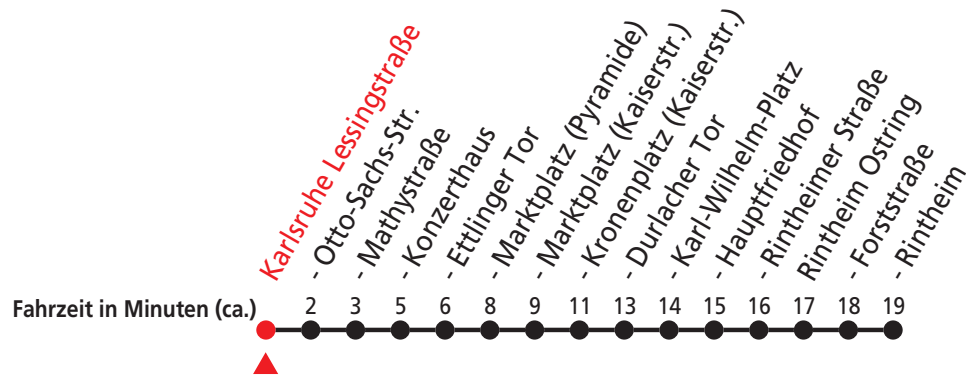 Karlsruhe Lessingstraße
- Otto-Sachs-Str.
- Mathystraße
- Konzerthaus
- Ettlinger Tor
- Marktplatz (Pyramide)
- Marktplatz (Kaiserstr.)
- Kronenplatz (Kaiserstr.)
- Durlacher Tor
- Karl-Wilhelm-Platz
- Hauptfriedhof
- Rintheimer Straße
Rintheim Ostring
- Forststraße
- Rintheim
Fahrzeit in Minuten (ca.) 2 3 5 6 8 9 11 13 14 15 16 17 18 19